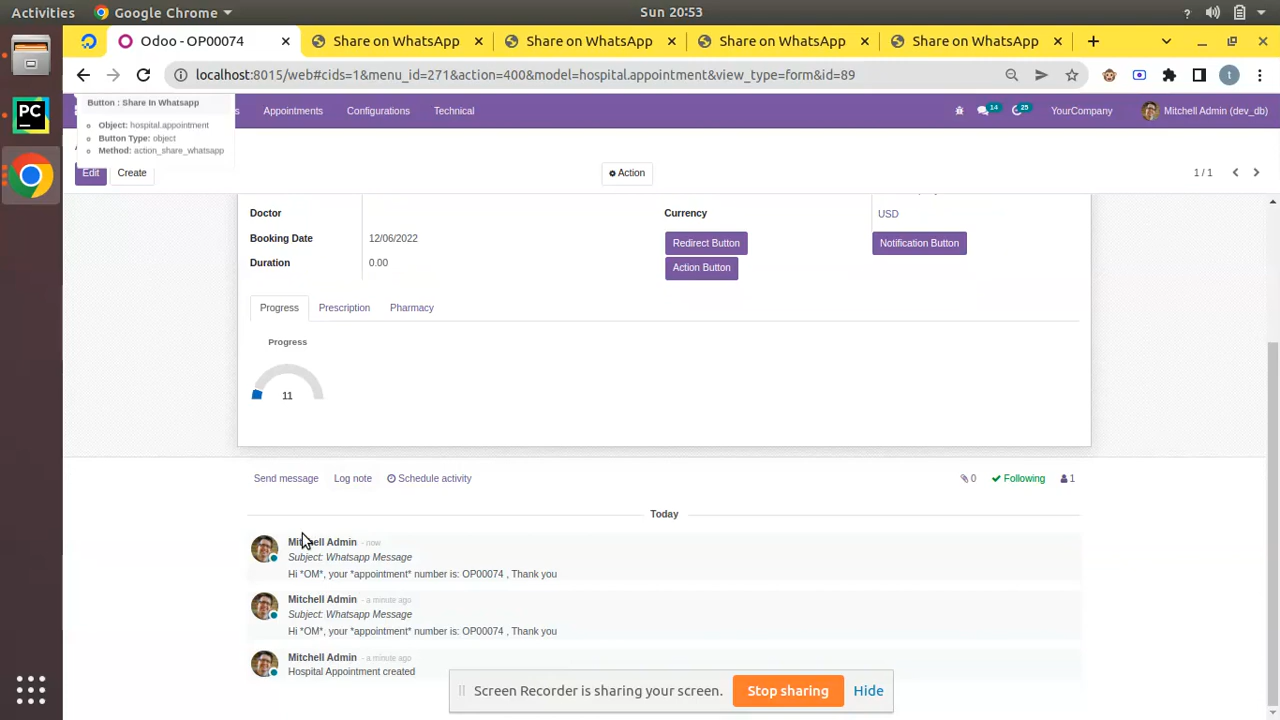 Activities Google Chrome Sun 20:53 ?
Odoo - OP00074 Share on WhatsApp Share on WhatsApp Share on WhatsApp Share on WhatsApp
localhost:8015/web#cids=1&menu_id=271&action=400&model=hospital.appointment&view_type=form&id=89 t
PC
Button : Share In Whatsapp
Appointments Configurations Technical 14 25 YourCompany Mitchell Admin (dev_db)
Object: hospital.appointment
Button Type: object
Method: action_share_whatsapp
Edit Create Action 1 / 1
Doctor Currency USD
Booking Date 12/06/2022 Redirect Button Notification Button
Duration 0.00 Action Button
Progress Prescription Pharmacy
Progress
11
Send message Log note Schedule activity 0 Following 1
Today
Mitchell Admin - now
Subject: Whatsapp Message
Hi *OM*, your *appointment* number is: OP00074 , Thank you
Mitchell Admin - a minute ago
Subject: Whatsapp Message
Hi *OM*, your *appointment* number is: OP00074 , Thank you
Mitchell Admin - a minute ago
Hospital Appointment created
Screen Recorder is sharing your screen. Stop sharing Hide